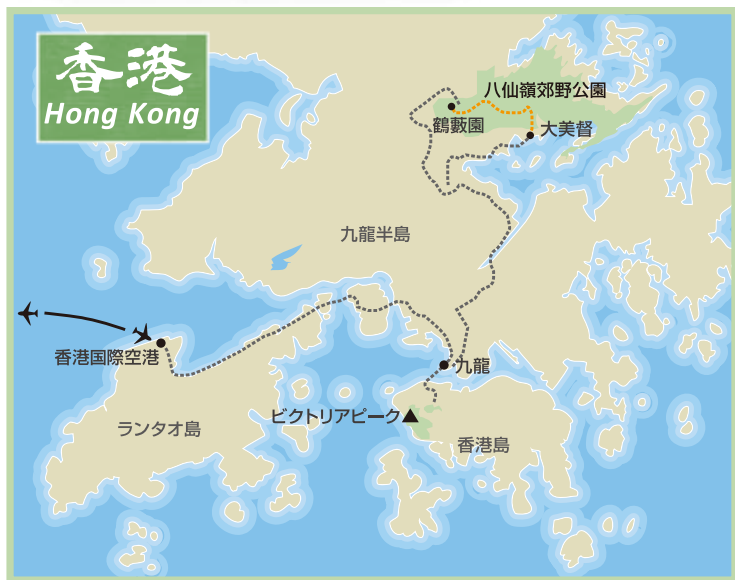 香港
Hong Kong
八仙嶺郊野公園
鶴藪園
大美督
九龍半島
香港国際空港
九龍
ビクトリアピーク
ランタオ島
香港島